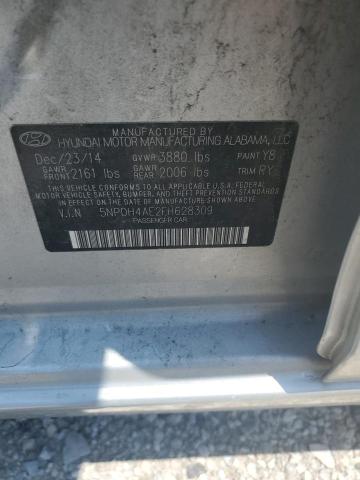 MANUFACTURED BY
HYUNDAI MOTOR MANUFACTURING ALABAMA, LLC
Dec/23/14 GVWR 3880 lbs PAINT Y8
GAWR FRONT 2161 lbs GAWR REAR 2006 lbs TRIM RY
THIS VEHICLE CONFORMS TO ALL APPLICABLE U.S.A. FEDERAL
MOTOR VEHICLE SAFETY, BUMPER, AND THEFT PREVENTION
STANDARDS IN EFFECT ON THE DATE OF MANUFACTURE SHOWN ABOVE
V.I.N 5NPDH4AE2FH628309
PASSENGER CAR